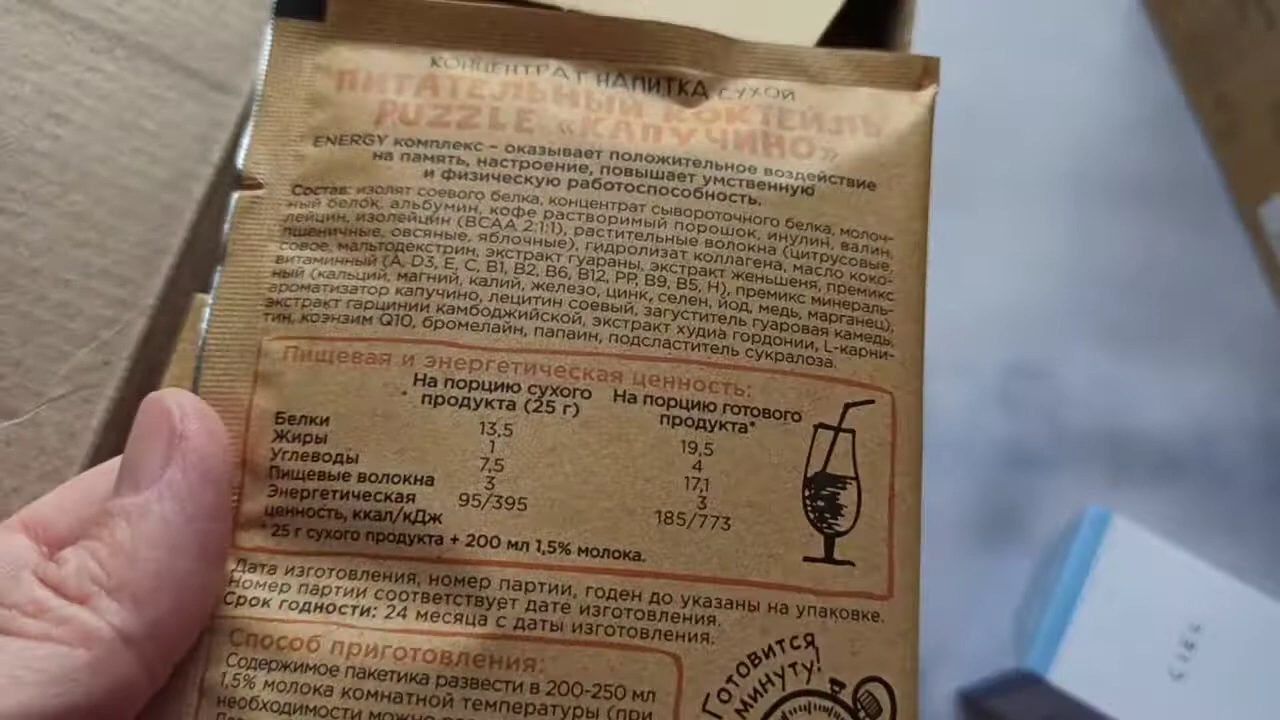 КОНЦЕНТРАТ НАПИТКА СУХОЙ
ПИТАТЕЛЬНЫЙ КОКТЕЙЛЬ
PUZZLE «КАПУЧИНО»
ENERGY комплекс – оказывает положительное воздействие
на память, настроение, повышает умственную
и физическую работоспособность.
Состав: изолят соевого белка, концентрат сывороточного белка, молоч-
ный белок, альбумин, кофе растворимый порошок, инулин, валин,
лейцин, изолейцин (BCAA 2:1:1), растительные волокна (цитрусовые,
пшеничные, овсяные, яблочные), гидролизат коллагена, масло коко-
совое, мальтодекстрин, экстракт гуараны, экстракт женьшеня, премикс
витаминный (A, D3, E, C, B1, B2, B6, B12, PP, B9, B5, H), премикс минераль-
ный (кальций, магний, калий, железо, цинк, селен, йод, медь, марганец),
ароматизатор капучино, лецитин соевый, загуститель гуаровая камедь,
экстракт гарцинии камбоджийской, экстракт худиа гордонии, L-карни-
тин, коэнзим Q10, бромелайн, папаин, подсластитель сукралоза.
Пищевая и энергетическая ценность:
На порцию сухого продукта (25 г) На порцию готового продукта*
Белки 13,5 19,5
Жиры 1 4
Углеводы 7,5 17,1
Пищевые волокна 3 3
Энергетическая ценность, ккал/кДж 95/395 185/773
* 25 г сухого продукта + 200 мл 1,5% молока.
Дата изготовления, номер партии, годен до указаны на упаковке.
Номер партии соответствует дате изготовления.
Срок годности: 24 месяца с даты изготовления.
Способ приготовления:
Содержимое пакетика развести в 200-250 мл
1,5% молока комнатной температуры (при
необходимости можно
Готовится
минуту!